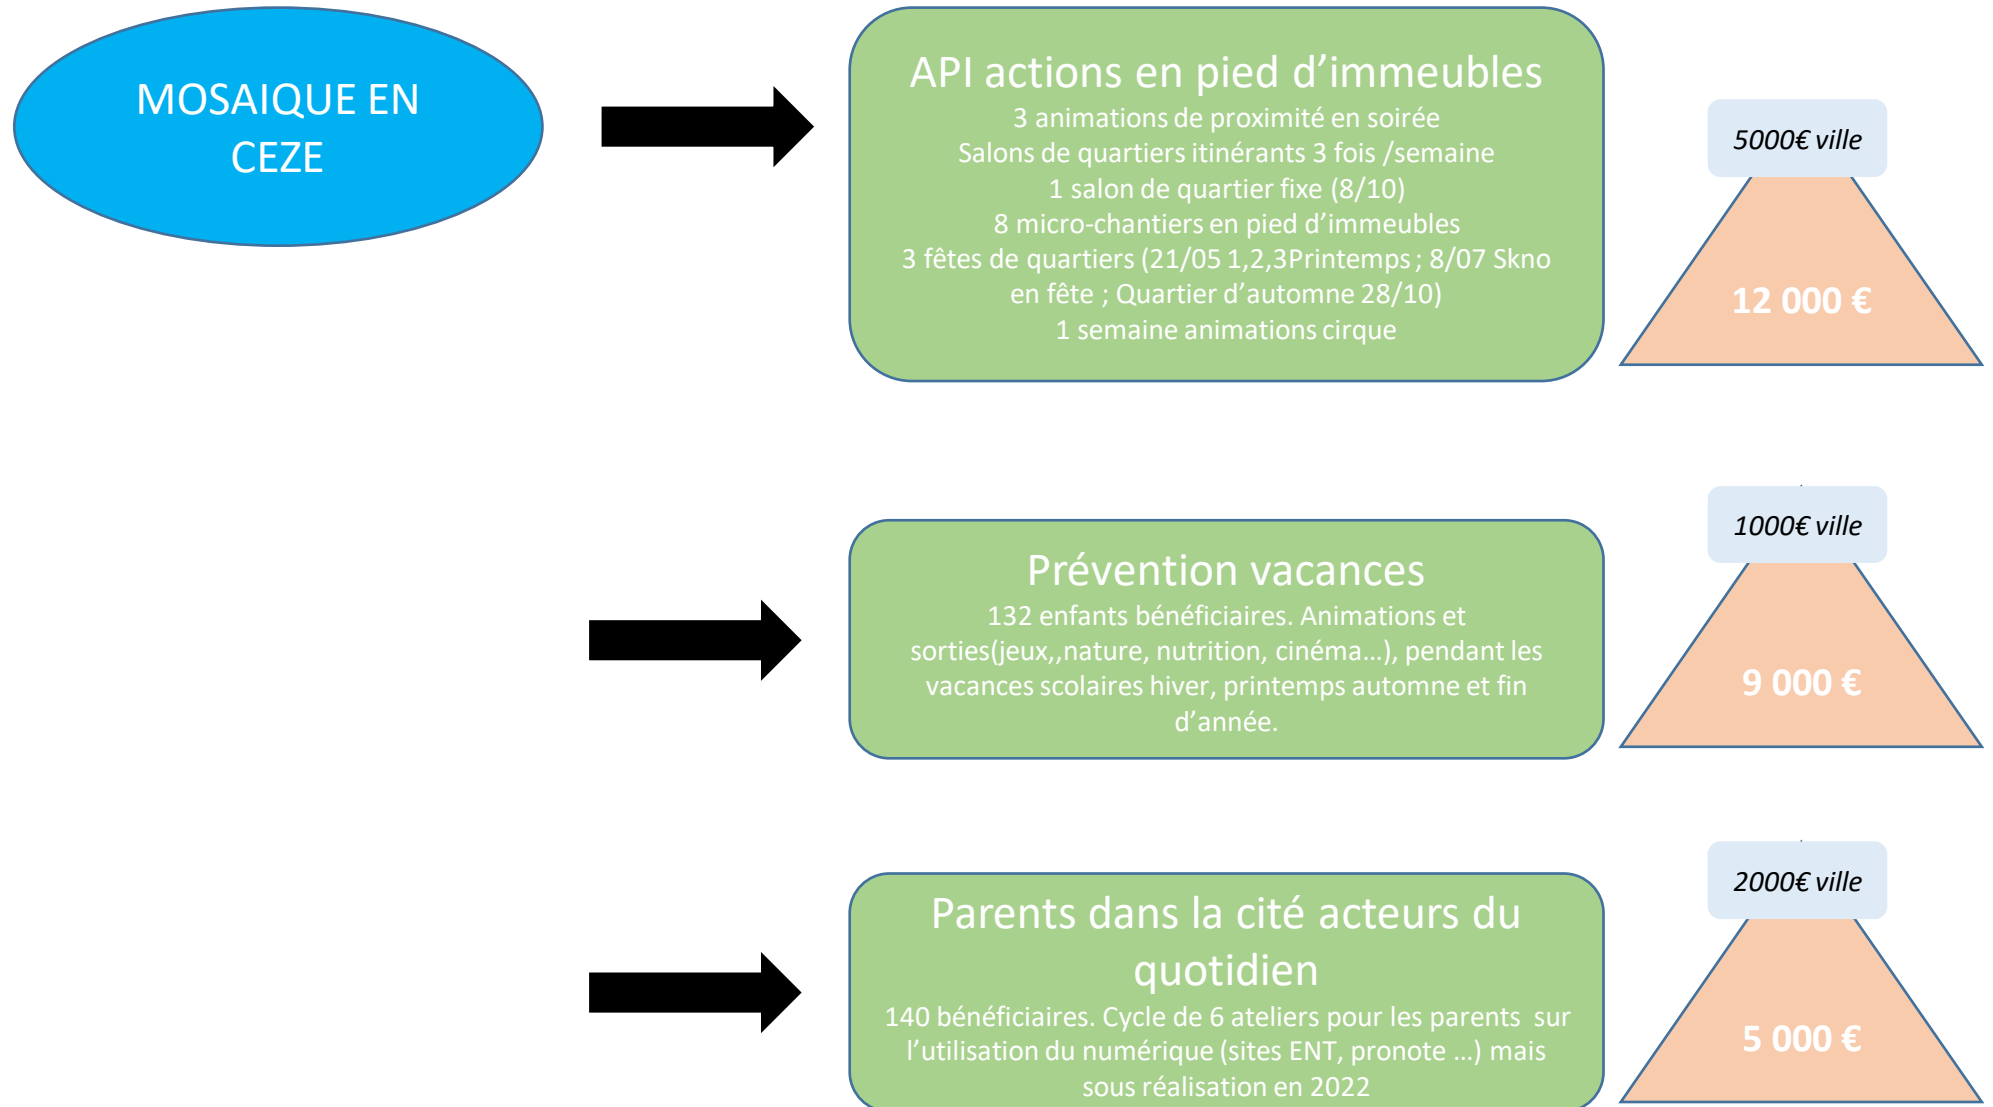 MOSAIQUE EN
CEZE
API actions en pied d’immeubles
3 animations de proximité en soirée
Salons de quartiers itinérants 3 fois /semaine
1 salon de quartier fixe (8/10)
8 micro-chantiers en pied d’immeubles
3 fêtes de quartiers (21/05 1,2,3Printemps ; 8/07 Skno
en fête ; Quartier d’automne 28/10)
1 semaine animations cirque
5000€ ville
12 000 €
Prévention vacances
132 enfants bénéficiaires. Animations et
sorties(jeux,,nature, nutrition, cinéma…), pendant les
vacances scolaires hiver, printemps automne et fin
d’année.
1000€ ville
9 000 €
Parents dans la cité acteurs du
quotidien
140 bénéficiaires. Cycle de 6 ateliers pour les parents  sur
l’utilisation du numérique (sites ENT, pronote …) mais
sous réalisation en 2022
2000€ ville
5 000 €